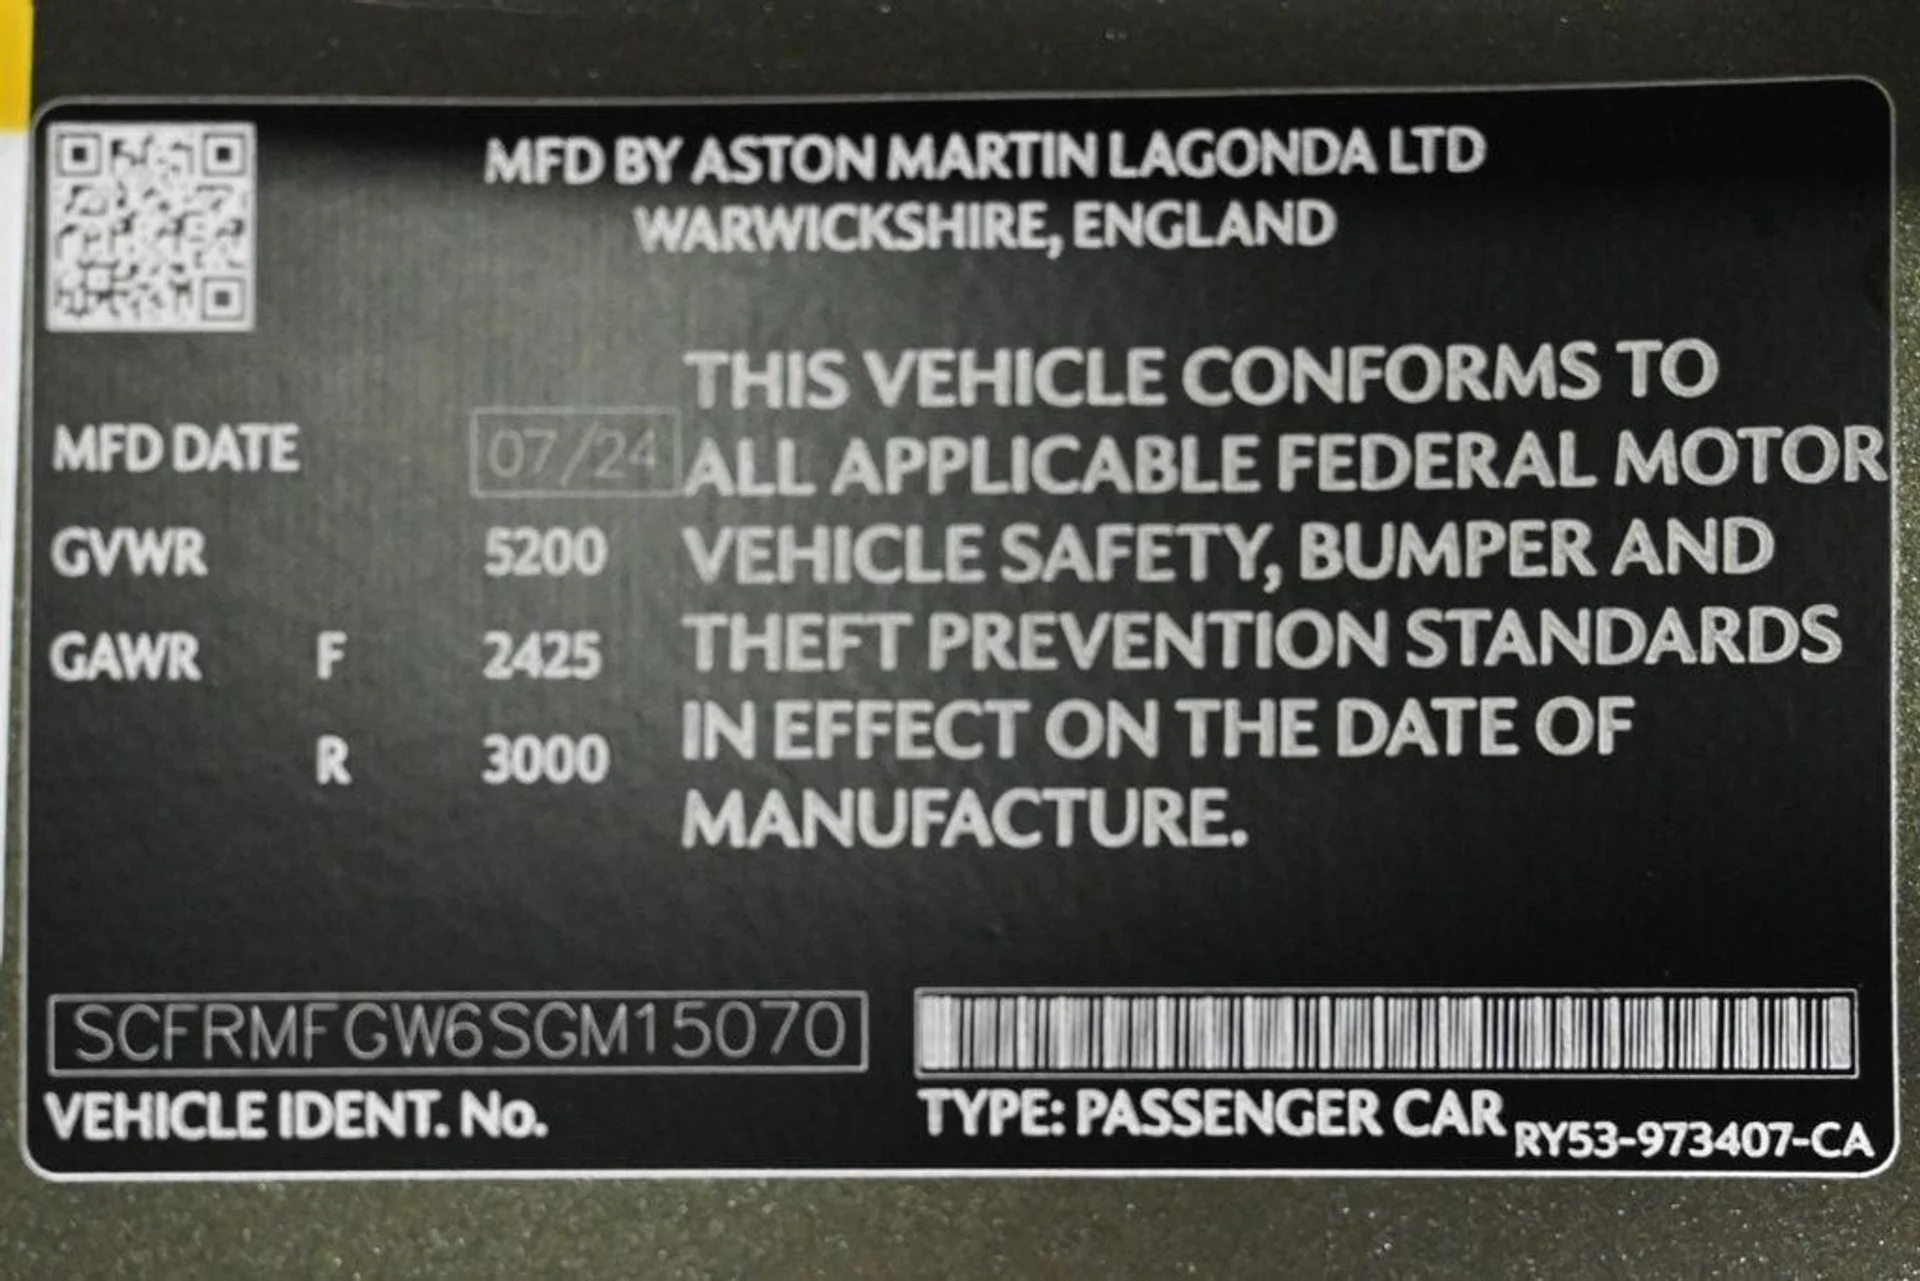 MFD BY ASTON MARTIN LAGONDA LTD
WARWICKSHIRE, ENGLAND
MFD DATE 07/24
GVWR 5200
GAWR F 2425
R 3000
THIS VEHICLE CONFORMS TO
ALL APPLICABLE FEDERAL MOTOR
VEHICLE SAFETY, BUMPER AND
THEFT PREVENTION STANDARDS
IN EFFECT ON THE DATE OF
MANUFACTURE.
SCFRMFGW6SGM15070
VEHICLE IDENT. No.
TYPE: PASSENGER CAR
RY53-973407-CA